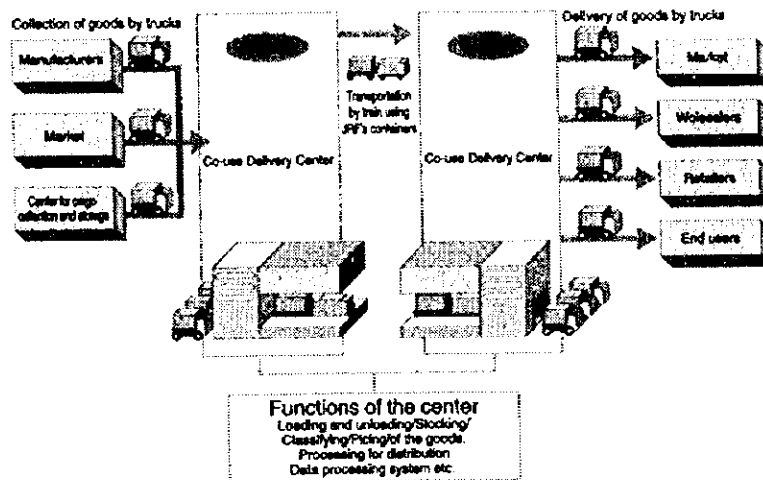 Collection of goods by trucks
Manufacturers
Market
Center for cargo
collection and storage
Co-use Delivery Center
Transportation
by train using
JRF's containers
Co-use Delivery Center
Delivery of goods by trucks
Market
Wolesalers
Retailers
End users
Functions of the center
Loading and unloading/Stocking/
Classifying/Picing/of the goods.
Processing for distribution
Data processing system etc.